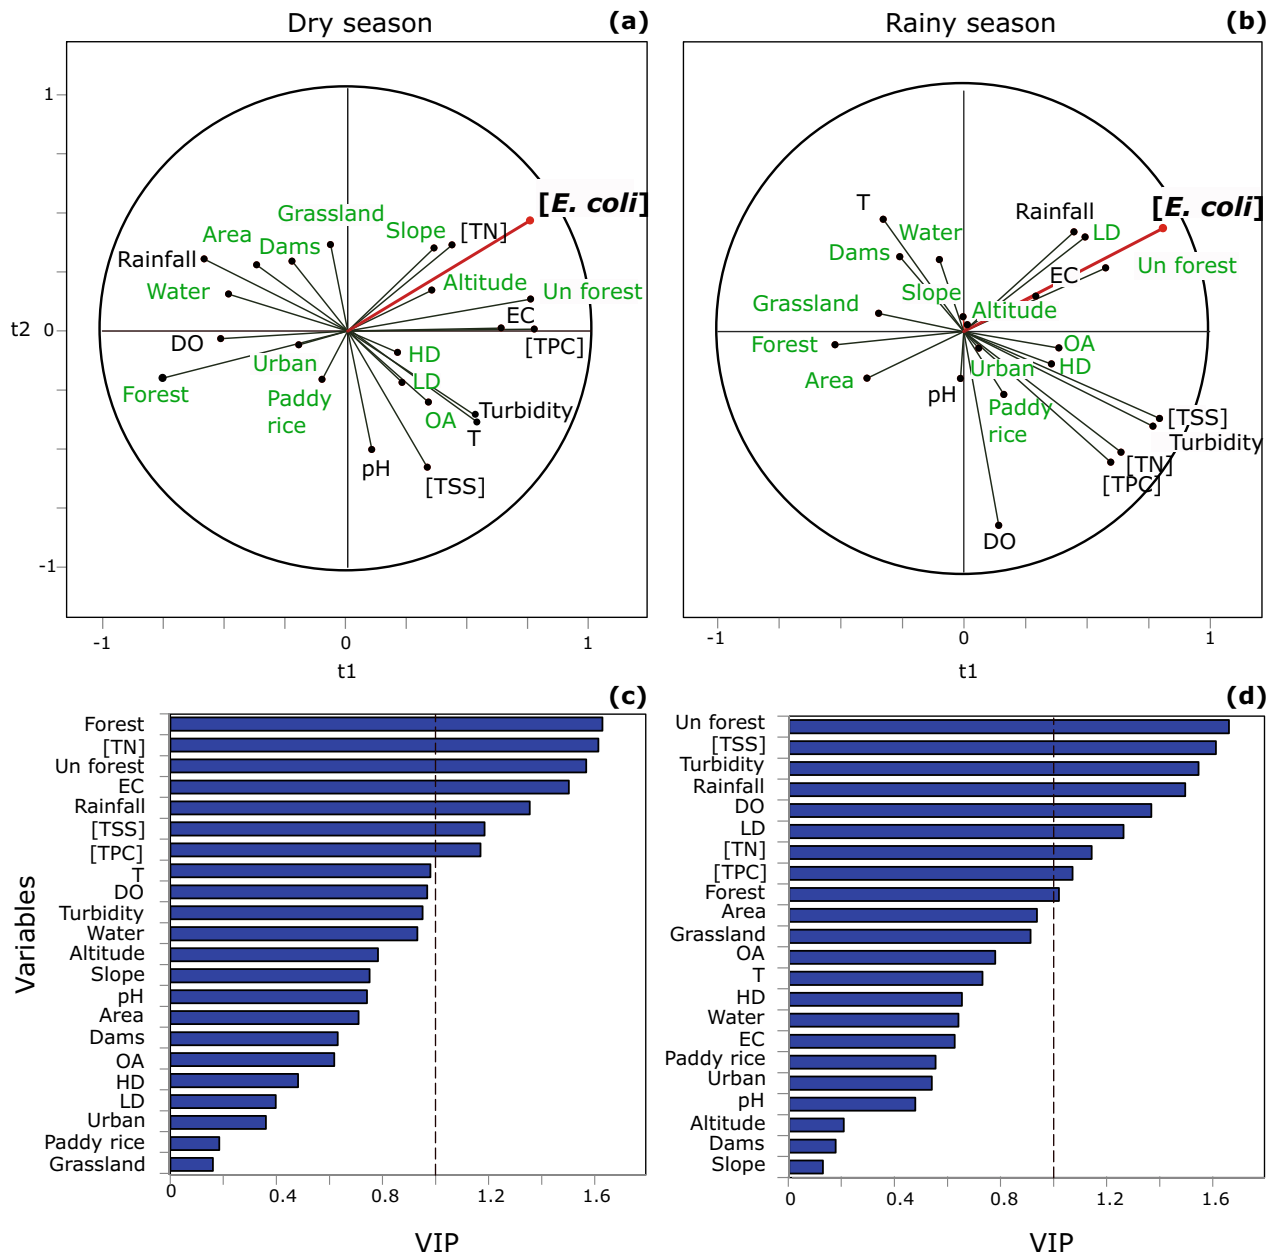 Dry season
(a)
1
0
-1
t2
Grassland
Area
Dams
Rainfall
Water
Slope
[TN]
[E. coli]
Altitude
Un forest
EC
[TPC]
DO
Urban
Forest
Paddy
rice
HD
LD
OA
Turbidity
T
pH
[TSS]
-1
0
1
t1
Rainy season
(b)
T
Rainfall
[E. coli]
LD
Water
Dams
EC
Un forest
Slope
Grassland
Altitude
Forest
OA
Urban
HD
Area
pH
Paddy
rice
[TSS]
Turbidity
[TN]
[TPC]
DO
-1
0
1
t1
(c)
Variables
Forest
[TN]
Un forest
EC
Rainfall
[TSS]
[TPC]
T
DO
Turbidity
Water
Altitude
Slope
pH
Area
Dams
OA
HD
LD
Urban
Paddy rice
Grassland
0
0.4
0.8
1.2
1.6
VIP
(d)
Un forest
[TSS]
Turbidity
Rainfall
DO
LD
[TN]
[TPC]
Forest
Area
Grassland
OA
T
HD
Water
EC
Paddy rice
Urban
pH
Altitude
Dams
Slope
0
0.4
0.8
1.2
1.6
VIP